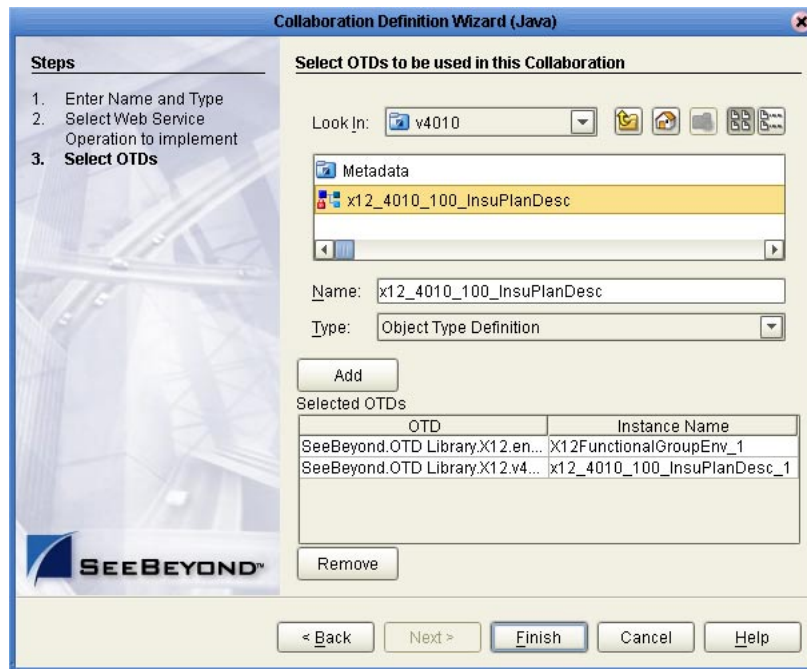 Collaboration Definition Wizard (Java)
Steps
1. Enter Name and Type
2. Select Web Service
Operation to implement
3. Select OTDs
SEEBEYOND™
Select OTDs to be used in this Collaboration
Look In: v4010
Metadata
x12_4010_100_InsuPlanDesc
Name: x12_4010_100_InsuPlanDesc
Type: Object Type Definition
Add
Selected OTDs
OTD Instance Name
SeeBeyond.OTD Library.X12.en... X12FunctionalGroupEnv_1
SeeBeyond.OTD Library.X12.v4... x12_4010_100_InsuPlanDesc_1
Remove
< Back Next > Finish Cancel Help